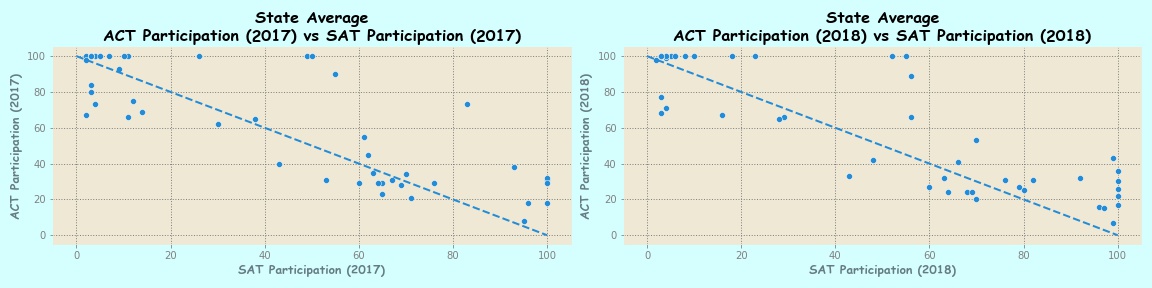 State Average
ACT Participation (2017) vs SAT Participation (2017)
ACT Participation (2017)
100
80
60
40
20
0
0 20 40 60 80 100
SAT Participation (2017)
State Average
ACT Participation (2018) vs SAT Participation (2018)
ACT Participation (2018)
100
80
60
40
20
0
0 20 40 60 80 100
SAT Participation (2018)